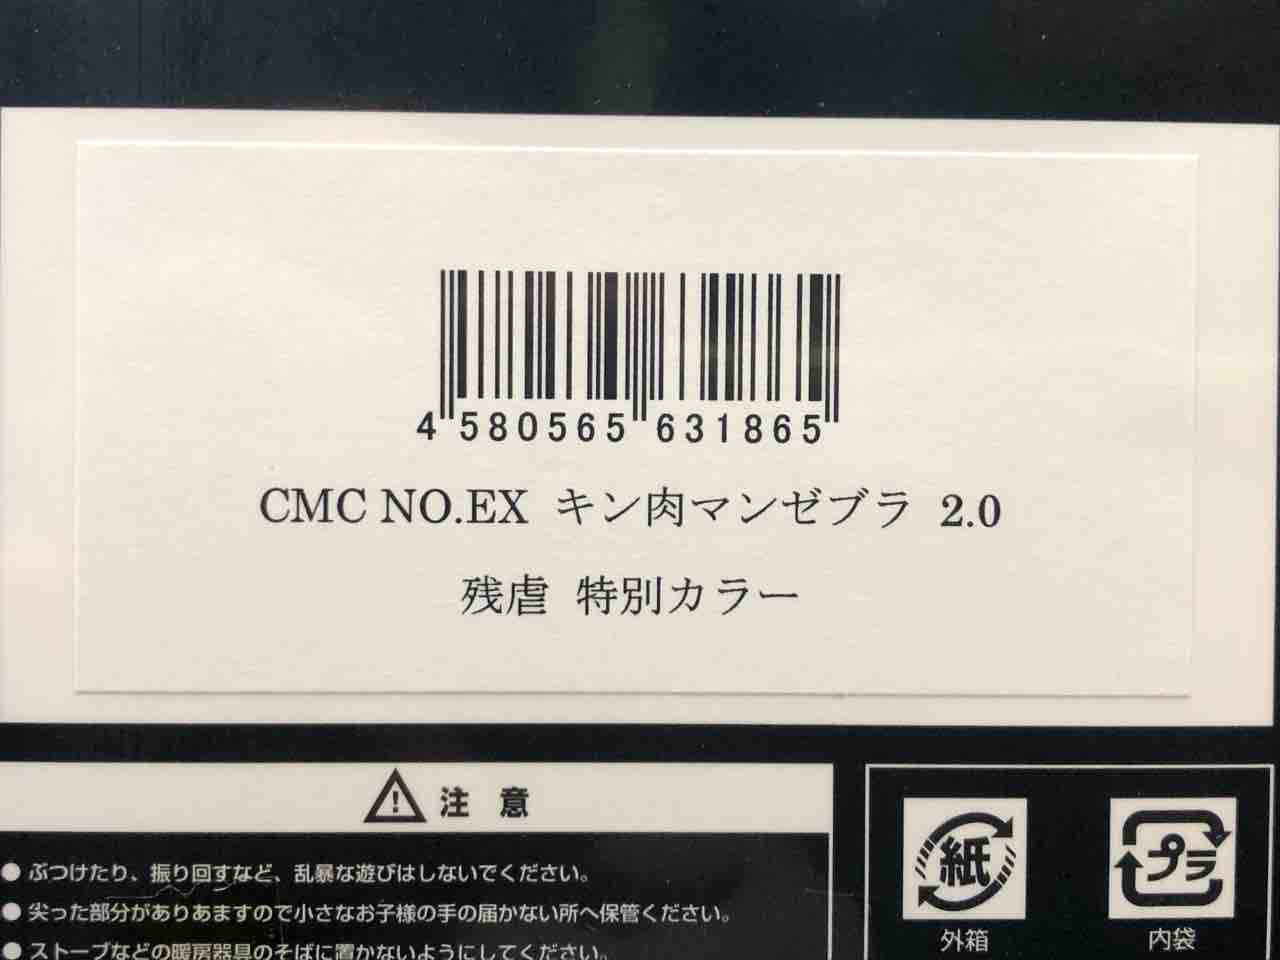 4 580565 631865
CMC NO.EX キン肉マンゼブラ 2.0
残虐 特別カラー
注 意
●ぶつけたり、振り回すなど、乱暴な遊びはしないでください。
●尖った部分がありあますので小さなお子様の手の届かない所へ保管ください。
●ストーブなどの暖房器具のそばに置かないようにしてください。
紙
外箱
プラ
内袋